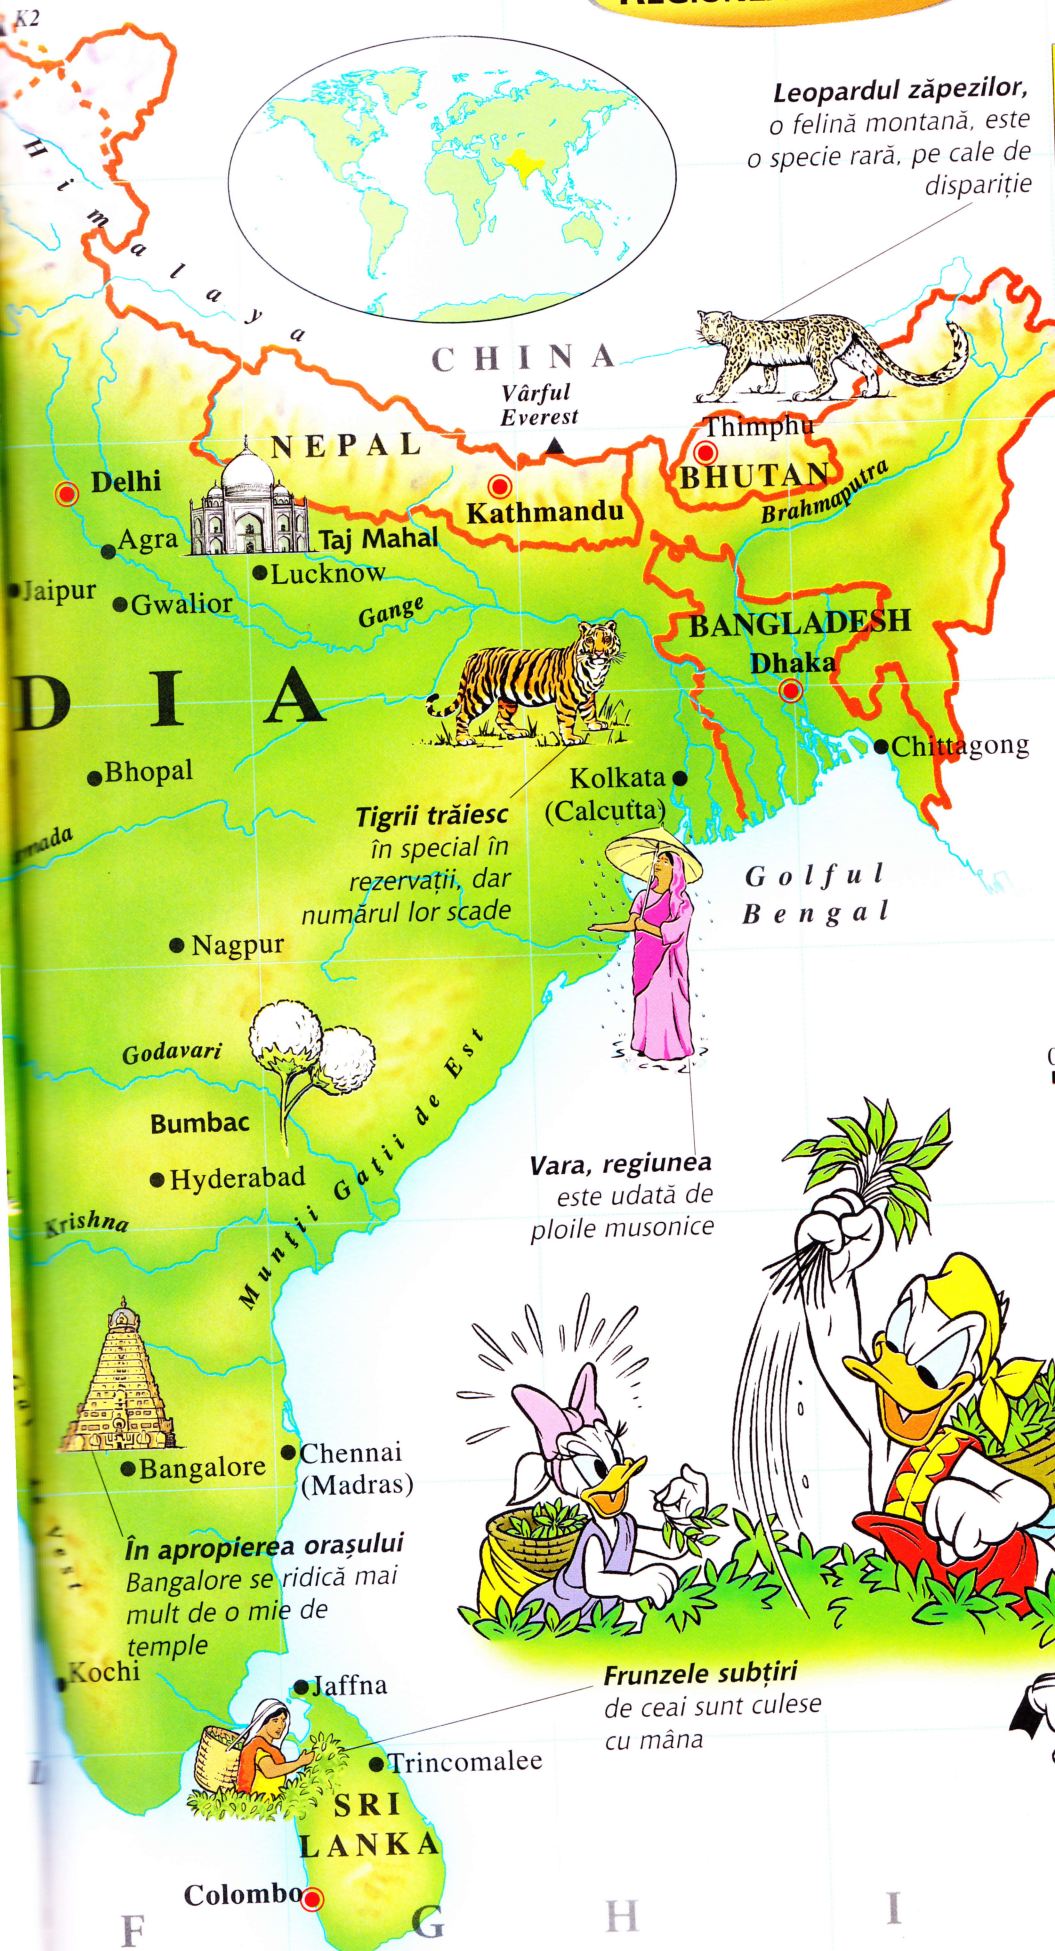 K2
Leopardul zăpezilor,
o felină montană, este
o specie rară, pe cale de
dispariție
Himalaya
CHINA
Vârful
Everest
Thimphu
NEPAL
BHUTAN
Delhi
Kathmandu
Brahmaputra
Agra
Taj Mahal
Lucknow
Jaipur
Gwalior
Gange
BANGLADESH
Dhaka
DIA
Chittagong
Bhopal
Kolkata
(Calcutta)
Tigrii trăiesc
în special în
rezervații, dar
numărul lor scade
Golful
Bengal
Nagpur
Godavari
Bumbac
Munții Gații de Est
Hyderabad
Vara, regiunea
este udată de
ploile musonice
Krishna
Chennai
(Madras)
Bangalore
În apropierea orașului
Bangalore se ridică mai
mult de o mie de
temple
Kochi
Jaffna
Frunzele subțiri
de ceai sunt culese
cu mâna
Trincomalee
SRI
LANKA
Colombo
F G H I